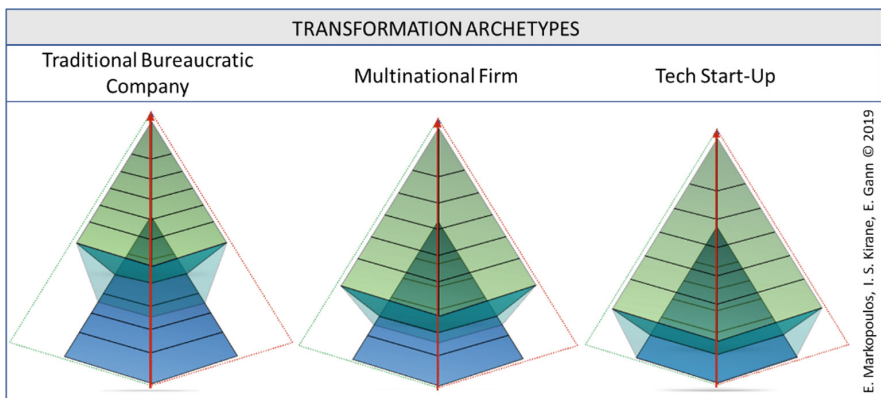 TRANSFORMATION ARCHETYPES
Traditional Bureaucratic
Company
Multinational Firm
Tech Start-Up
E. Markopoulos, I. S. Kirane, E. Gann © 2019